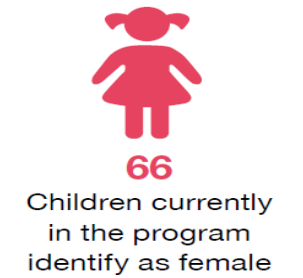 66
Children currently
in the program
identify as female